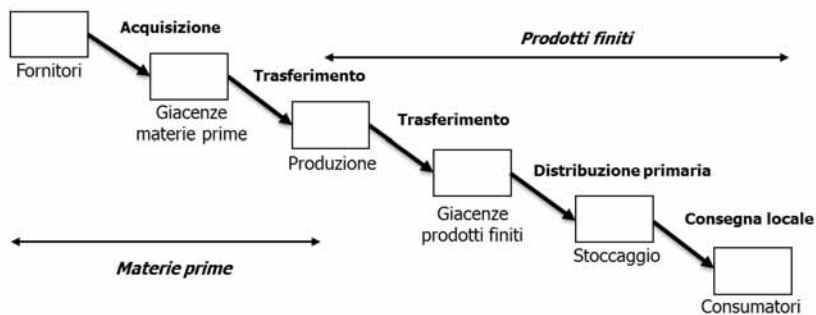 Acquisizione
Prodotti finiti
Fornitori
Trasferimento
Giacenze
materie prime
Trasferimento
Produzione
Distribuzione primaria
Giacenze
prodotti finiti
Consegna locale
Stoccaggio
Materie prime
Consumatori